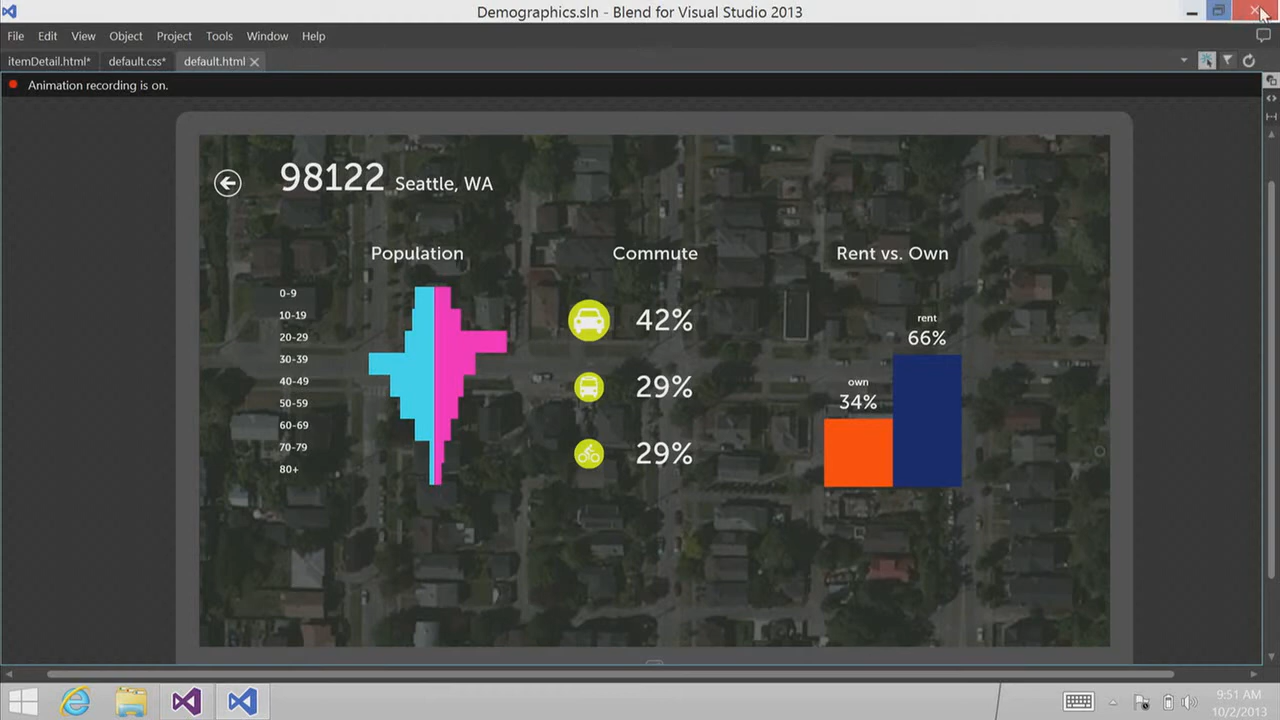 Demographics.sln - Blend for Visual Studio 2013
File Edit View Object Project Tools Window Help
itemDetail.html* default.css* default.html
Animation recording is on.
98122 Seattle, WA
Population Commute Rent vs. Own
0-9
10-19
20-29
30-39
40-49
50-59
60-69
70-79
80+
42%
29%
29%
rent
66%
own
34%
9:51 AM
10/2/2013